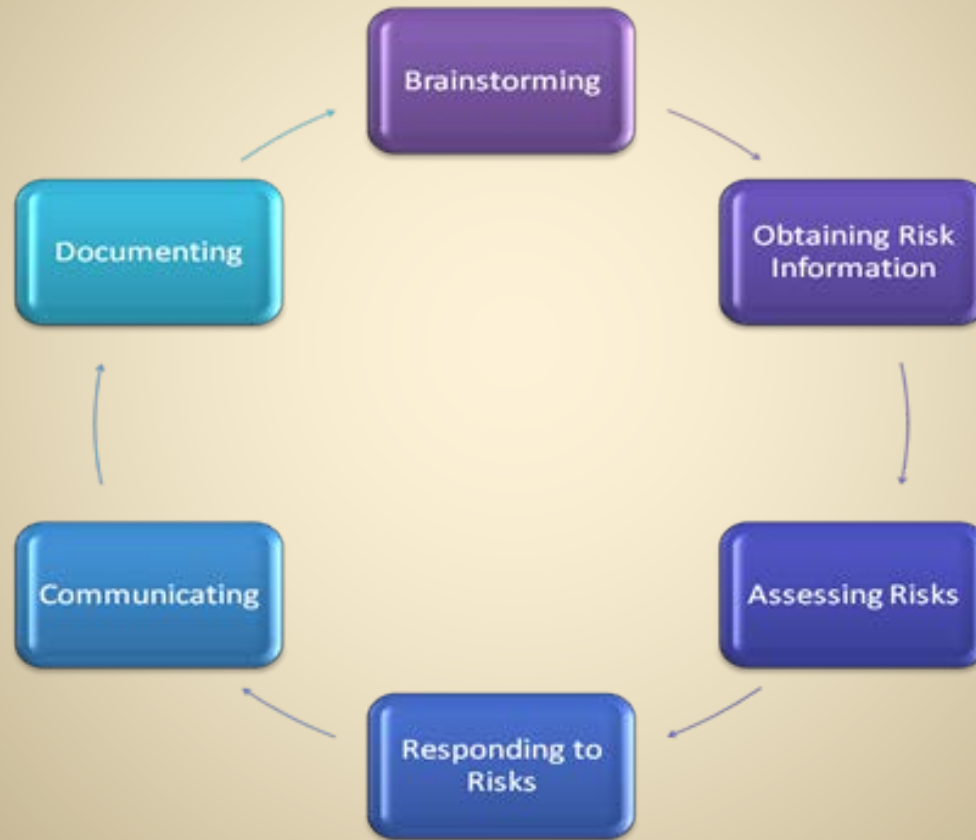 Brainstorming
Obtaining Risk
Information
Assessing Risks
Responding to
Risks
Communicating
Documenting